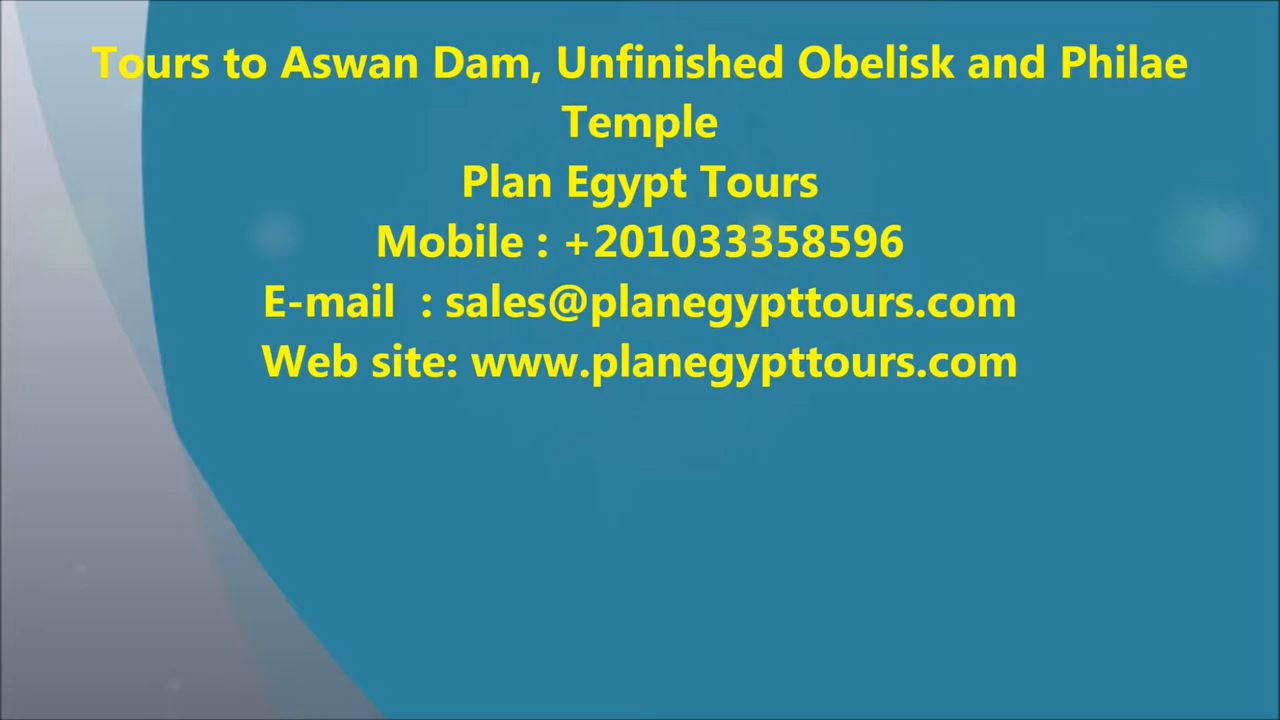 Tours to Aswan Dam, Unfinished Obelisk and Philae
Temple
Plan Egypt Tours
Mobile : +201033358596
E-mail  : sales@planegypttours.com
Web site: www.planegypttours.com